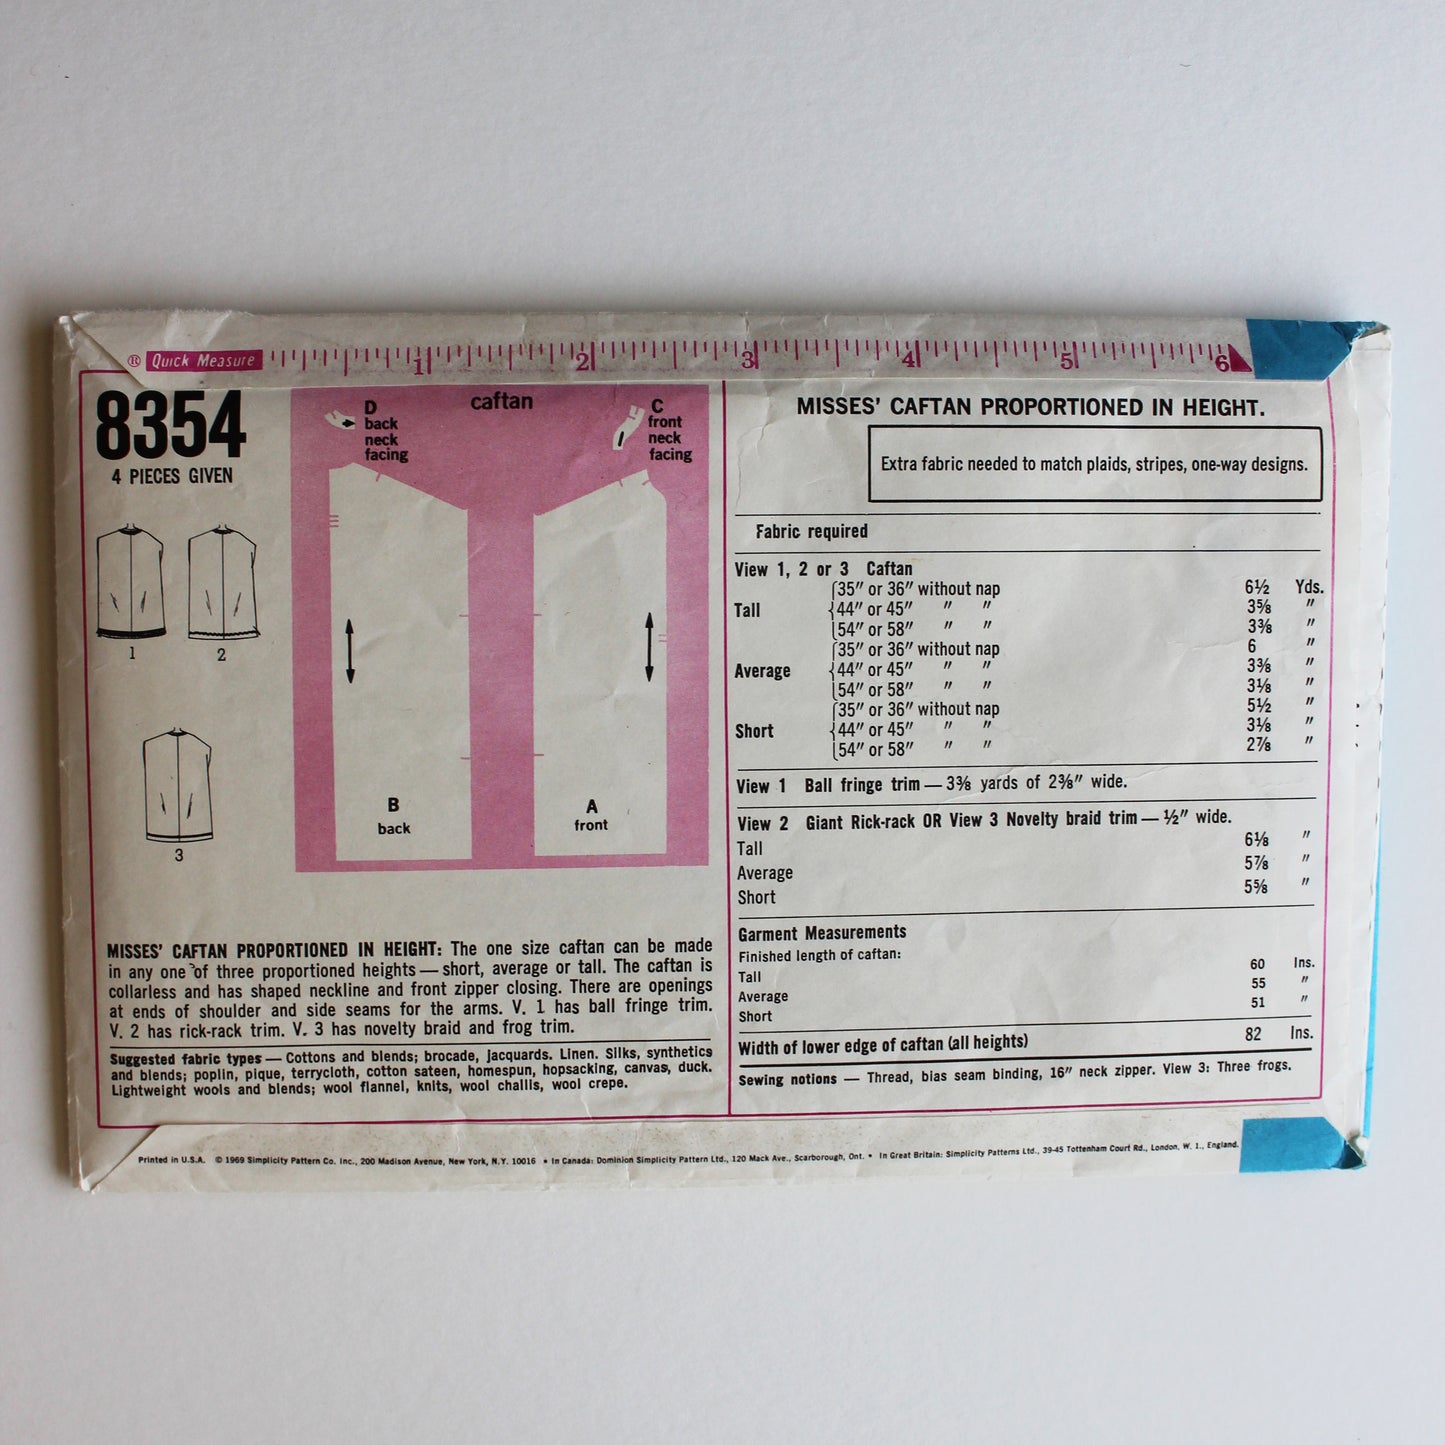 ® Quick Measure 1 2 3 4 5 6
8354
4 PIECES GIVEN
1
2
3
caftan
D
back
neck
facing
C
front
neck
facing
B
back
A
front
MISSES' CAFTAN PROPORTIONED IN HEIGHT: The one size caftan can be made
in any one of three proportioned heights — short, average or tall. The caftan is
collarless and has shaped neckline and front zipper closing. There are openings
at ends of shoulder and side seams for the arms. V. 1 has ball fringe trim.
V. 2 has rick-rack trim. V. 3 has novelty braid and frog trim.
Suggested fabric types — Cottons and blends; brocade, jacquards. Linen. Silks, synthetics
and blends; poplin, pique, terrycloth, cotton sateen, homespun, hopsacking, canvas, duck.
Lightweight wools and blends; wool flannel, knits, wool challis, wool crepe.
MISSES' CAFTAN PROPORTIONED IN HEIGHT.
Extra fabric needed to match plaids, stripes, one-way designs.
Fabric required
View 1, 2 or 3 Caftan
35" or 36" without nap 6½ Yds.
Tall 44" or 45" " " 3⅝ "
54" or 58" " " 3⅜ "
35" or 36" without nap 6 "
Average 44" or 45" " " 3⅜ "
54" or 58" " " 3⅛ "
35" or 36" without nap 5½ "
Short 44" or 45" " " 3⅛ "
54" or 58" " " 2⅞ "
View 1 Ball fringe trim — 3⅜ yards of 2⅜" wide.
View 2 Giant Rick-rack OR View 3 Novelty braid trim — ½" wide.
Tall 6⅛ "
Average 5⅞ "
Short 5⅝ "
Garment Measurements
Finished length of caftan:
Tall 60 Ins.
Average 55 "
Short 51 "
Width of lower edge of caftan (all heights) 82 Ins.
Sewing notions — Thread, bias seam binding, 16" neck zipper. View 3: Three frogs.
Printed in U.S.A. © 1969 Simplicity Pattern Co. Inc., 200 Madison Avenue, New York, N.Y. 10016 • In Canada: Dominion Simplicity Pattern Ltd., 120 Mack Ave., Scarborough, Ont. • In Great Britain: Simplicity Patterns Ltd., 39-45 Tottenham Court Rd., London, W. 1., England.